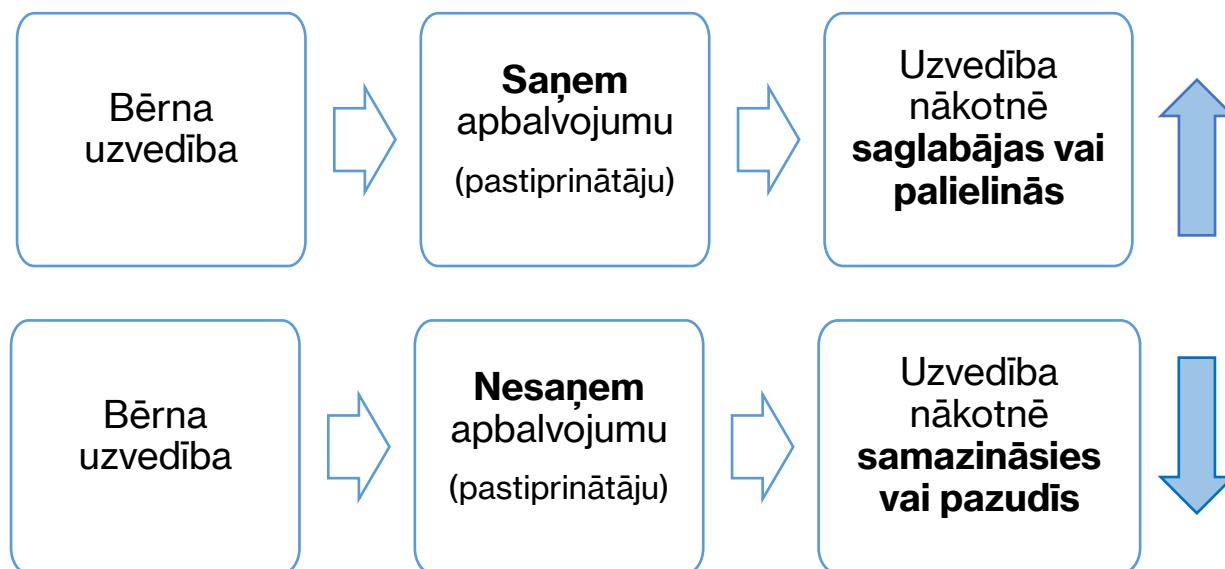 Bērna
uzvedība
Saņem
apbalvojumu
(pastiprinātāju)
Uzvedība
nākotnē
saglabājas vai
palielinās
Bērna
uzvedība
Nesaņem
apbalvojumu
(pastiprinātāju)
Uzvedība
nākotnē
samazināsies
vai pazudīs